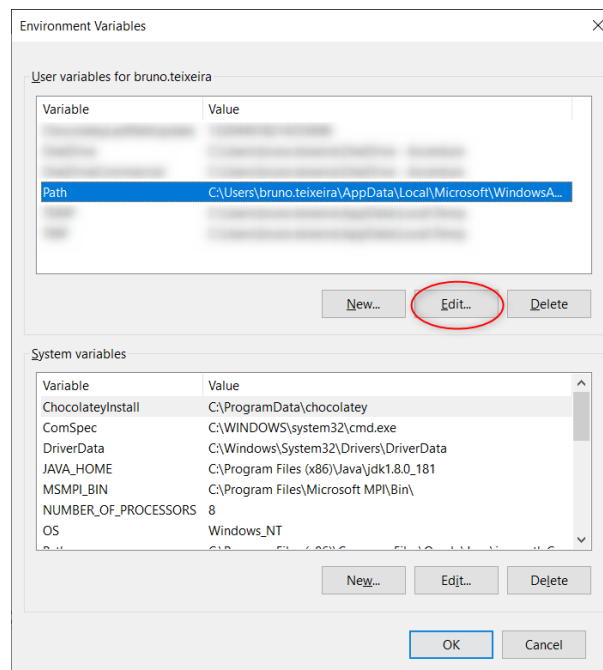 Environment Variables
User variables for bruno.teixeira
Variable Value
Path C:\Users\bruno.teixeira\AppData\Local\Microsoft\WindowsA...
New... Edit... Delete
System variables
Variable Value
ChocolateyInstall C:\ProgramData\chocolatey
ComSpec C:\WINDOWS\system32\cmd.exe
DriverData C:\Windows\System32\Drivers\DriverData
JAVA_HOME C:\Program Files (x86)\Java\jdk1.8.0_181
MSMPI_BIN C:\Program Files\Microsoft MPI\Bin\
NUMBER_OF_PROCESSORS 8
OS Windows_NT
New... Edit... Delete
OK Cancel